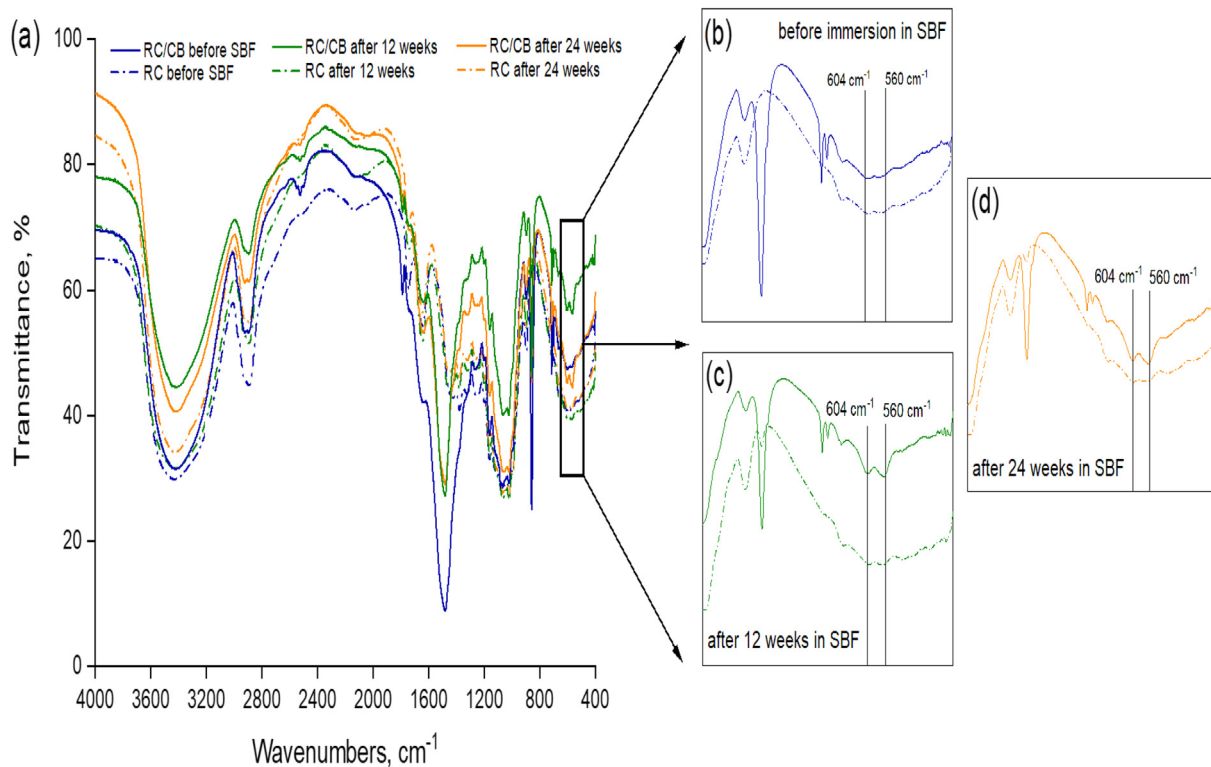 (a)
100
80
60
40
20
0
Transmittance, %
RC/CB before SBF
RC before SBF
RC/CB after 12 weeks
RC after 12 weeks
RC/CB after 24 weeks
RC after 24 weeks
4000 3600 3200 2800 2400 2000 1600 1200 800 400
Wavenumbers, cm⁻¹
(b)
before immersion in SBF
604 cm⁻¹ 560 cm⁻¹
(c)
604 cm⁻¹ 560 cm⁻¹
after 12 weeks in SBF
(d)
604 cm⁻¹ 560 cm⁻¹
after 24 weeks in SBF